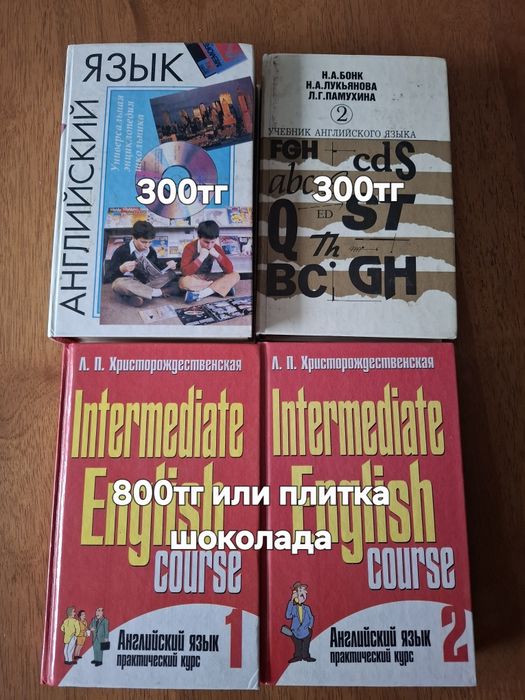 ЯЗЫК
АНГЛИЙСКИЙ
Универсальная
энциклопедия
школьника
300тг
Н.А.БОНК
Н.А.ЛУКЬЯНОВА
Л.Г.ПАМУХИНА
2
УЧЕБНИК АНГЛИЙСКОГО ЯЗЫКА
FGH
cdS
abc
300тг
ED
ST
Q
Th
BC
GH
Л. П. Христорождественская
Intermediate
English
course
1
Английский язык
практический курс
Л. П. Христорождественская
Intermediate
English
course
2
Английский язык
практический курс
800тг или плитка
шоколада